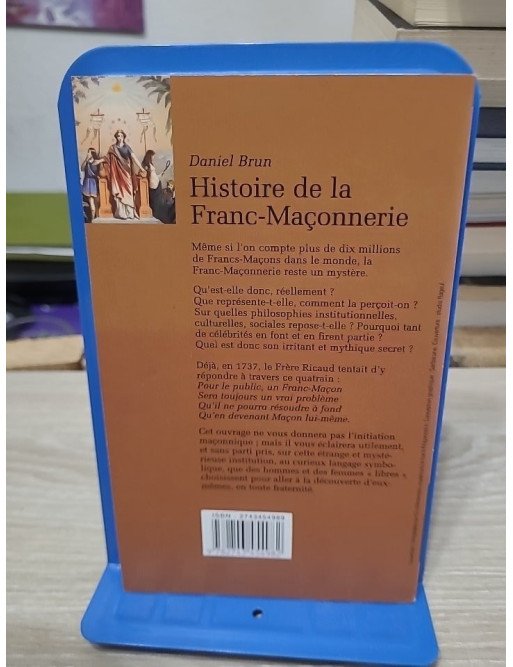 Daniel Brun
Histoire de la
Franc-Maçonnerie
Même si l'on compte plus de dix millions
de Francs-Maçons dans le monde, la
Franc-Maçonnerie reste un mystère.
Qu'est-elle donc, réellement ?
Que représente-t-elle, comment la perçoit-on ?
Sur quelles philosophies institutionnelles,
culturelles, sociales repose-t-elle ? Pourquoi tant
de célébrités en font et en firent partie ?
Quel est donc son irritant et mythique secret ?
Déjà, en 1737, le Frère Ricaud tentait d'y
répondre à travers ce quatrain :
Pour le public, un Franc-Maçon
Sera toujours un vrai problème
Qu'il ne pourra résoudre à fond
Qu'en devenant Maçon lui-même.
Cet ouvrage ne vous donnera pas l'initiation
maçonnique ; mais il vous éclairera utilement,
et sans parti pris, sur cette étrange et mysté-
rieuse institution, au curieux langage symbo-
lique, que des hommes et des femmes « libres »
choisissent pour aller à la découverte d'eux-
mêmes, en toute fraternité.
ISBN : 2743454989